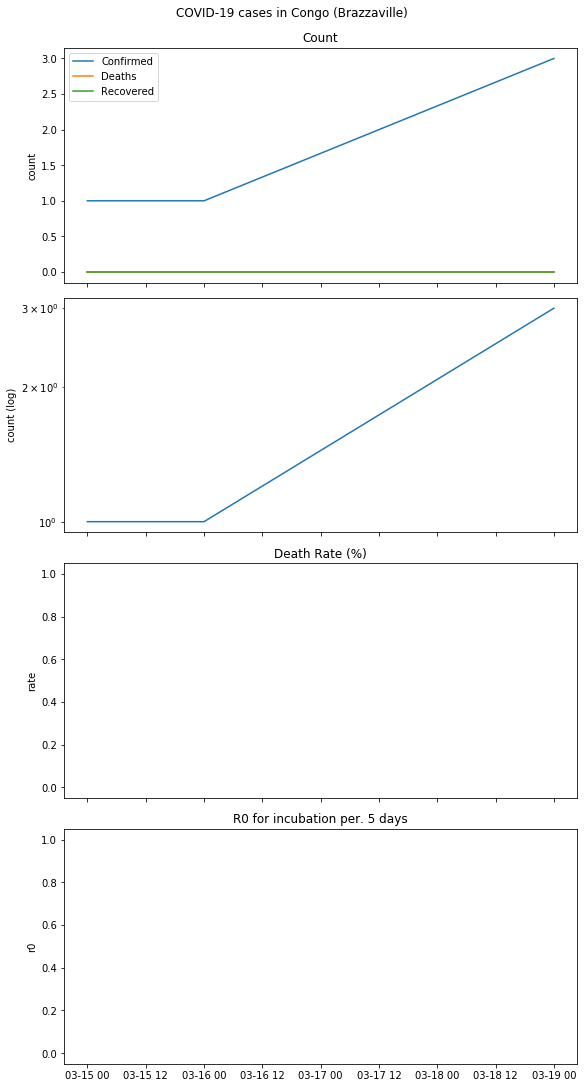 COVID-19 cases in Congo (Brazzaville)
Count
Confirmed
Deaths
Recovered
3.0
2.5
2.0
1.5
1.0
0.5
0.0
count
3 × 10⁰
2 × 10⁰
10⁰
count (log)
Death Rate (%)
1.0
0.8
0.6
0.4
0.2
0.0
rate
R0 for incubation per. 5 days
1.0
0.8
0.6
0.4
0.2
0.0
r0
03-15 00 03-15 12 03-16 00 03-16 12 03-17 00 03-17 12 03-18 00 03-18 12 03-19 00